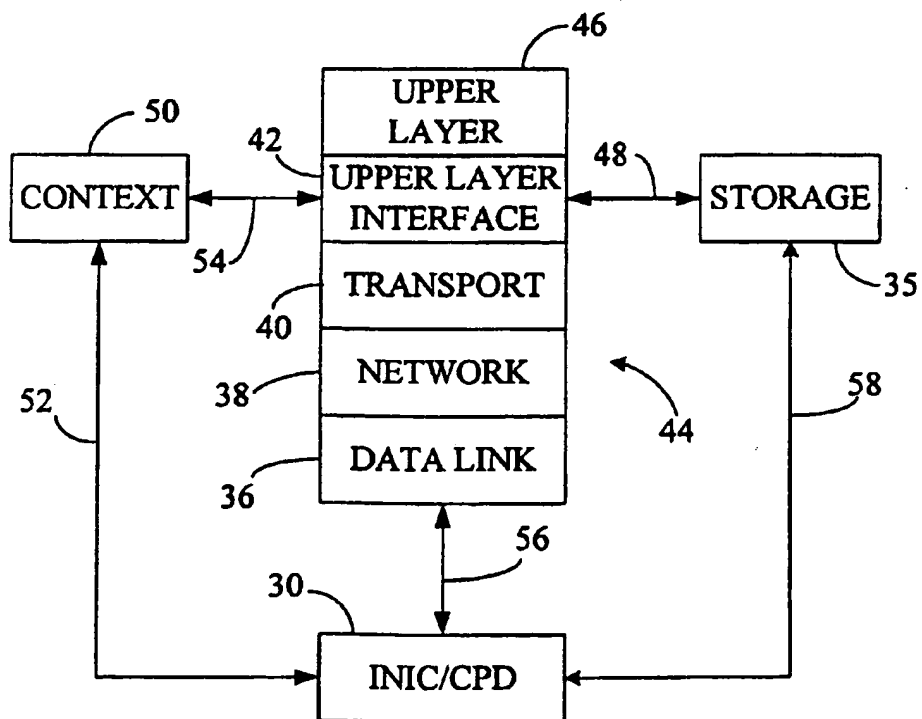 46
UPPER
LAYER
50
42
48
CONTEXT
UPPER LAYER
INTERFACE
STORAGE
54
35
TRANSPORT
40
NETWORK
38
52
58
44
DATA LINK
36
56
30
INIC/CPD